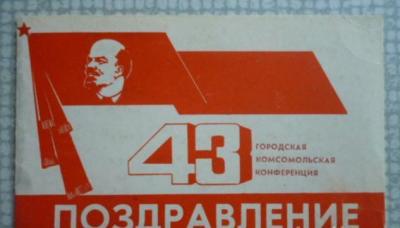 43
ГОРОДСКАЯ
КОМСОМОЛЬСКАЯ
КОНФЕРЕНЦИЯ
ПОЗДРАВЛЕНИЕ